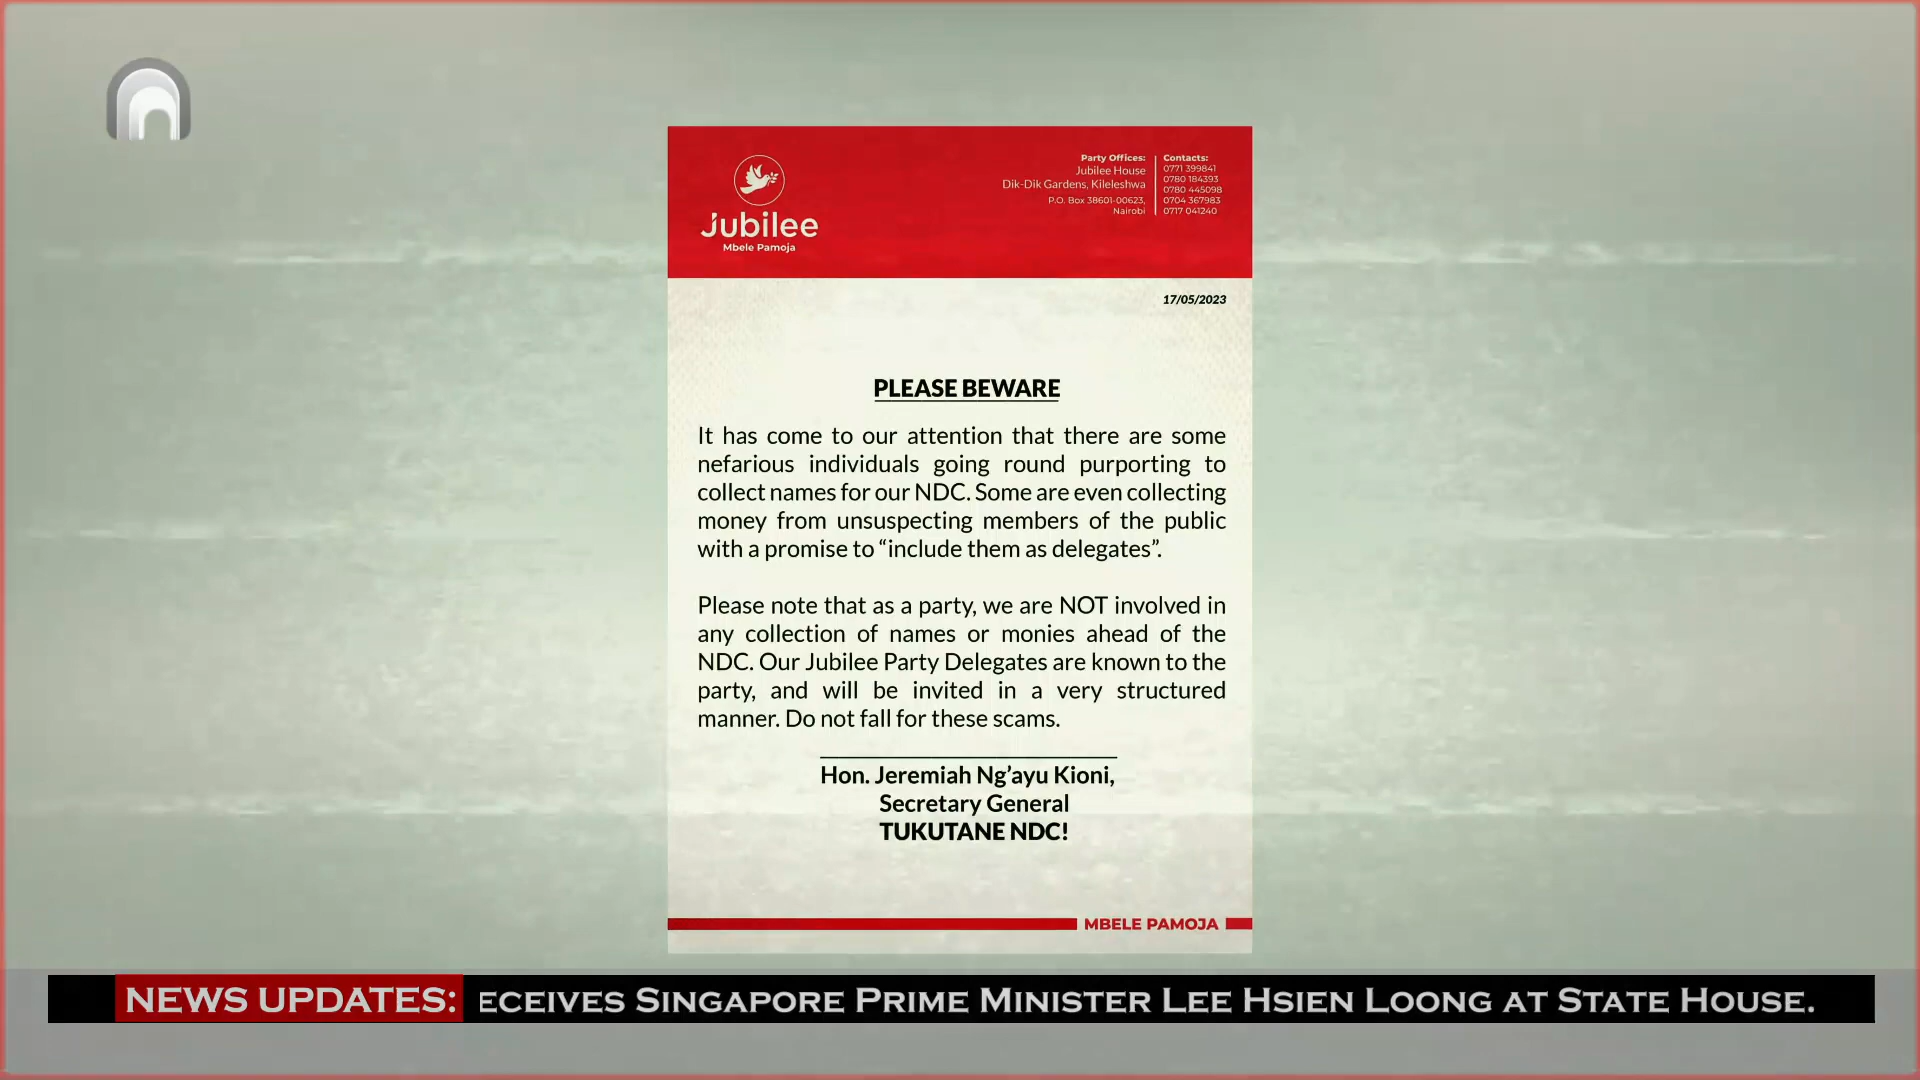 Jubilee
Mbele Pamoja
Party Offices:
Jubilee House
Dik-Dik Gardens, Kileleshwa
P.O. Box 38601-00623,
Nairobi
Contacts:
0771 399841
0780 184393
0780 445098
0704 367983
0717 041240
17/05/2023
PLEASE BEWARE
It has come to our attention that there are some
nefarious individuals going round purporting to
collect names for our NDC. Some are even collecting
money from unsuspecting members of the public
with a promise to “include them as delegates”.
Please note that as a party, we are NOT involved in
any collection of names or monies ahead of the
NDC. Our Jubilee Party Delegates are known to the
party, and will be invited in a very structured
manner. Do not fall for these scams.
Hon. Jeremiah Ng’ayu Kioni,
Secretary General
TUKUTANE NDC!
MBELE PAMOJA
NEWS UPDATES: ECEIVES SINGAPORE PRIME MINISTER LEE HSIEN LOONG AT STATE HOUSE.